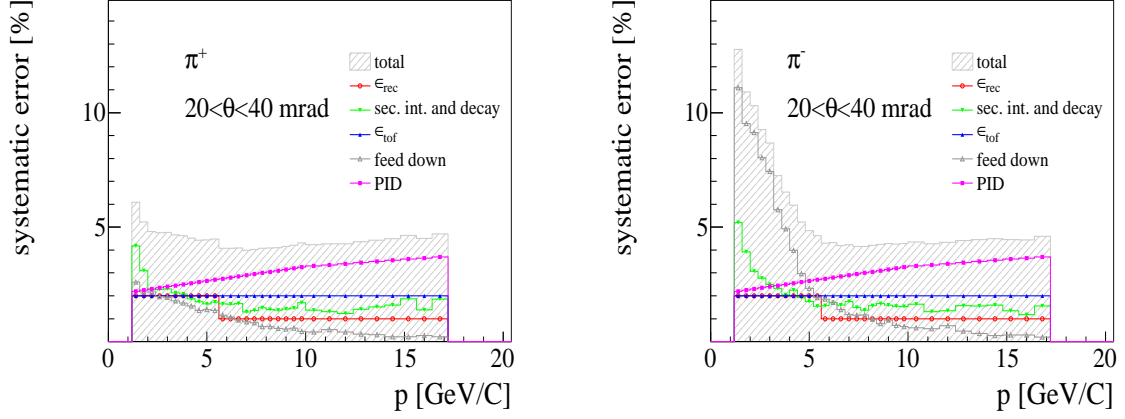 systematic error [%]
10
5
π+
20<θ<40 mrad
total
ϵrec
sec. int. and decay
ϵtof
feed down
PID
0 5 10 15 20
p [GeV/C]
systematic error [%]
10
5
π-
20<θ<40 mrad
total
ϵrec
sec. int. and decay
ϵtof
feed down
PID
0 5 10 15 20
p [GeV/C]